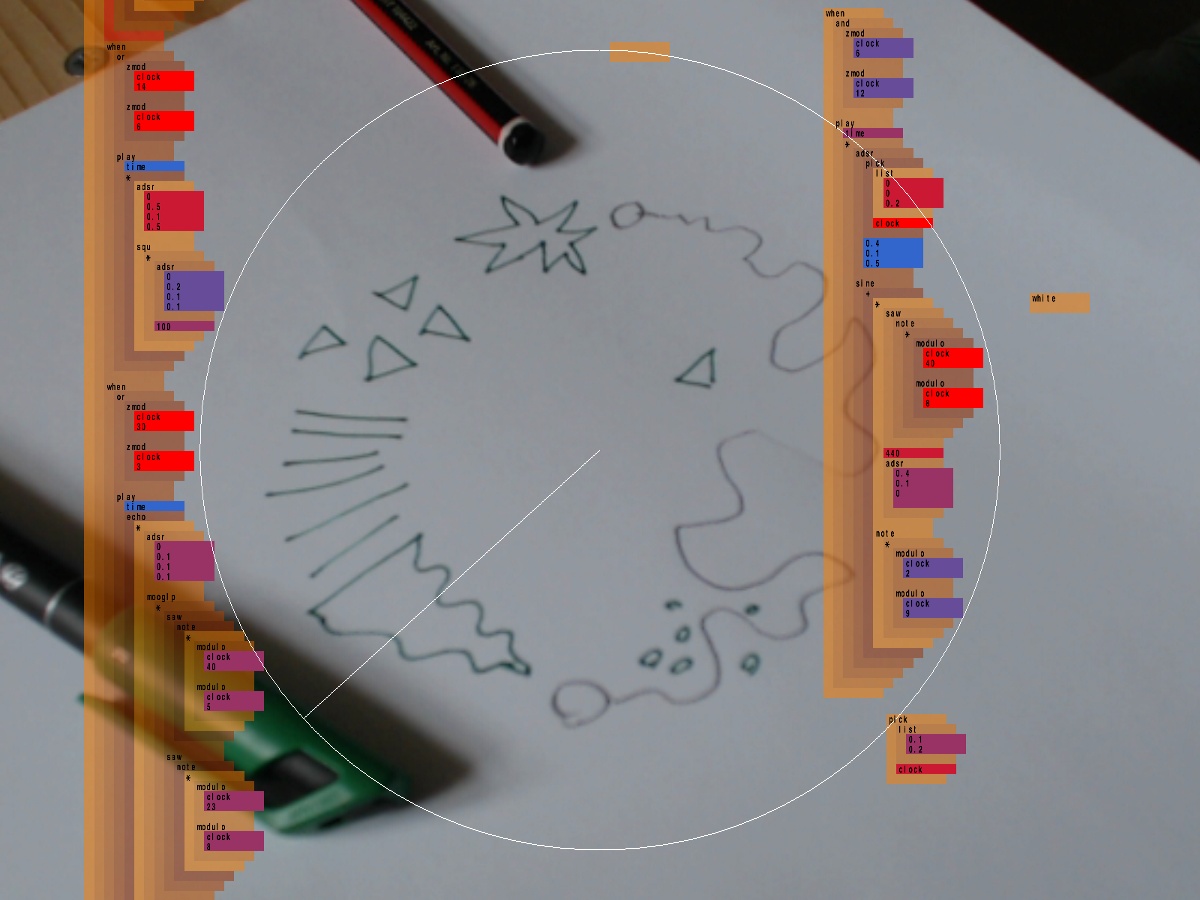 when
or
zmod
clock
14
zmod
clock
6
play
time
*
adsr
0
0.5
0.1
0.5
squ
*
adsr
0
0.2
0.1
0.1
100
when
or
zmod
clock
33
zmod
clock
3
play
time
echo
*
adsr
0
0.1
0.1
0.1
mooglp
*
saw
note
*
modulo
clock
40
modulo
clock
5
saw
note
*
modulo
clock
23
modulo
clock
8
when
and
zmod
clock
6
zmod
clock
12
play
time
*
adsr
pick
list
0
0
0.2
clock
0.4
0.1
0.5
sine
+
*
saw
note
*
modulo
clock
40
modulo
clock
8
440
adsr
0.4
0.1
0
note
*
modulo
clock
2
modulo
clock
9
white
pick
list
0.1
0.2
clock